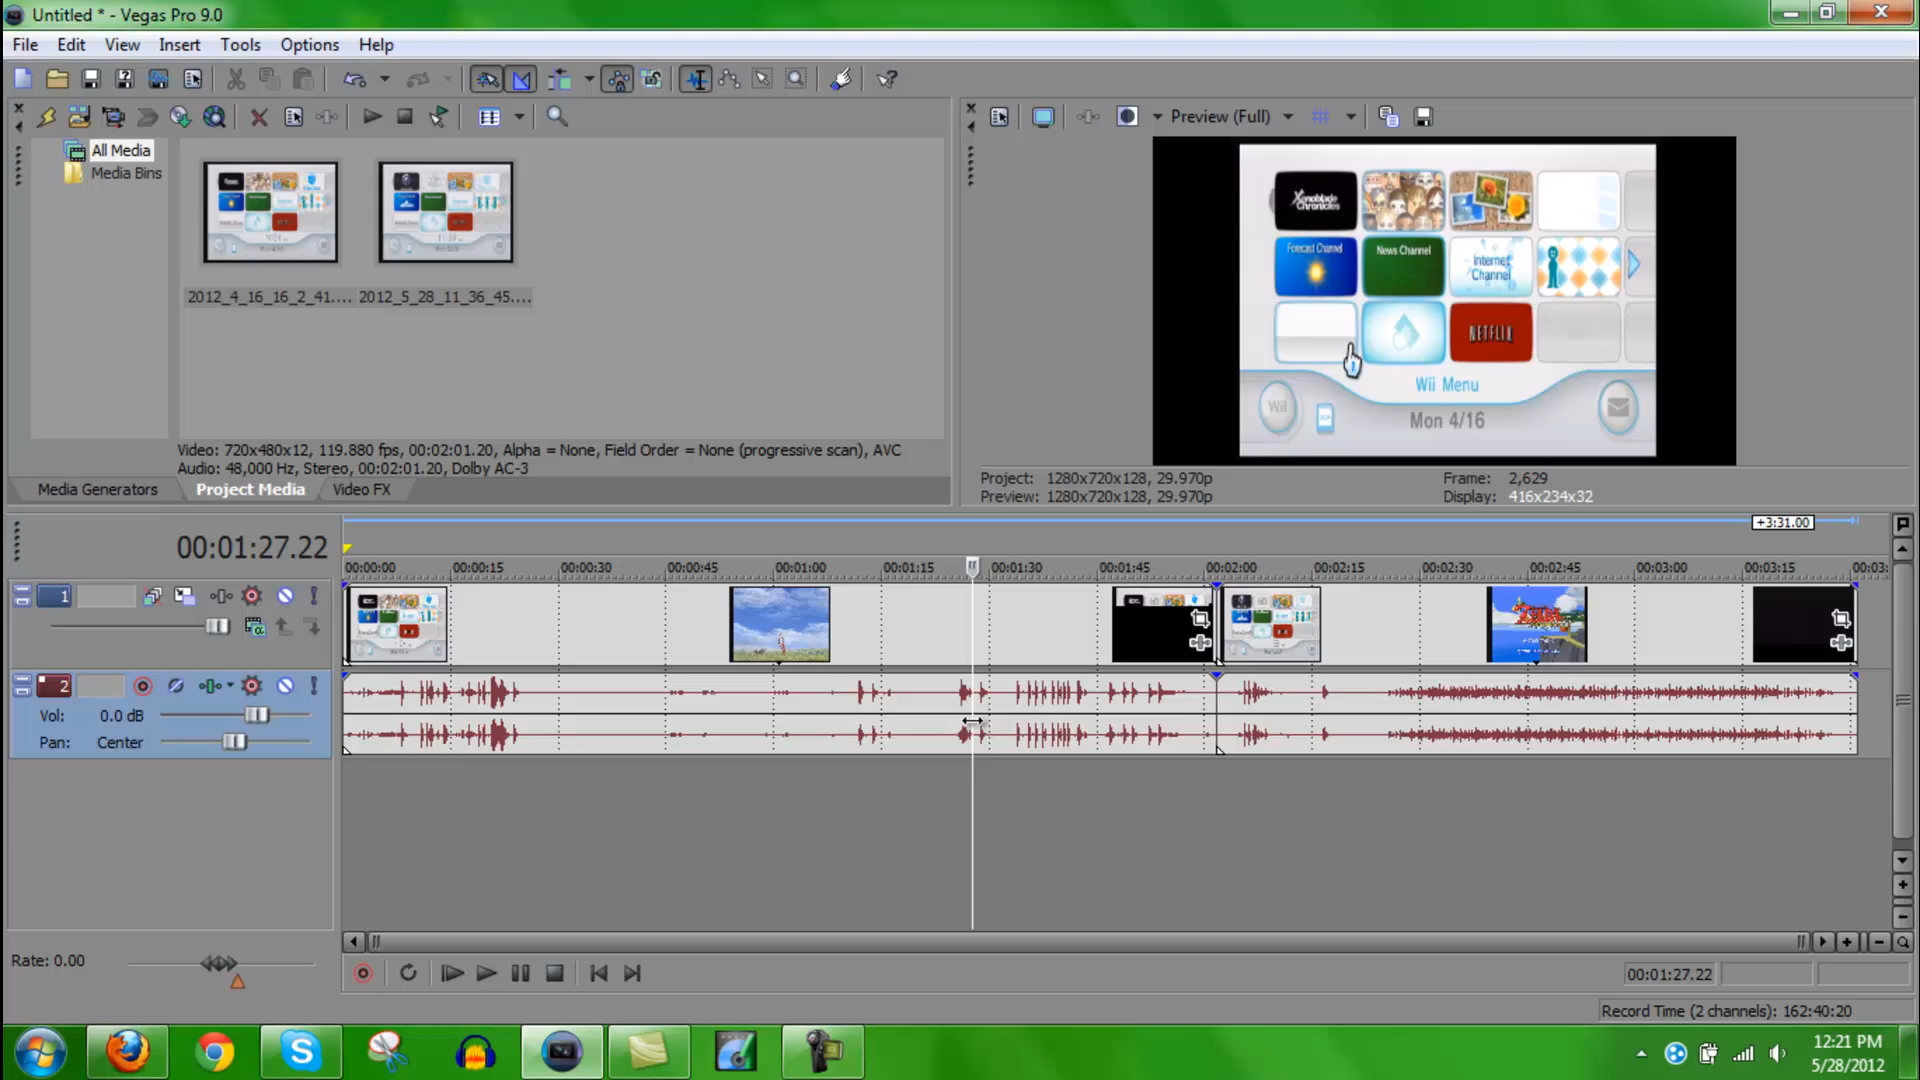 Untitled * - Vegas Pro 9.0
File Edit View Insert Tools Options Help
All Media
Media Bins
2012_4_16_16_2_41....
2012_5_28_11_36_45....
Video: 720x480x12, 119.880 fps, 00:02:01.20, Alpha = None, Field Order = None (progressive scan), AVC
Audio: 48,000 Hz, Stereo, 00:02:01.20, Dolby AC-3
Media Generators Project Media Video FX
Preview (Full)
Xenoblade Chronicles
Forecast Channel
News Channel
Internet Channel
NETFLIX
Wii Menu
Wii
Mon 4/16
Project: 1280x720x128, 29.970p
Preview: 1280x720x128, 29.970p
Frame: 2,629
Display: 416x234x32
00:01:27.22
+3:31.00
00:00:00 00:00:15 00:00:30 00:00:45 00:01:00 00:01:15 00:01:30 00:01:45 00:02:00 00:02:15 00:02:30 00:02:45 00:03:00 00:03:15 00:03:
1
ZELDA
2
Vol: 0.0 dB
Pan: Center
Rate: 0.00
00:01:27.22
Record Time (2 channels): 162:40:20
12:21 PM
5/28/2012